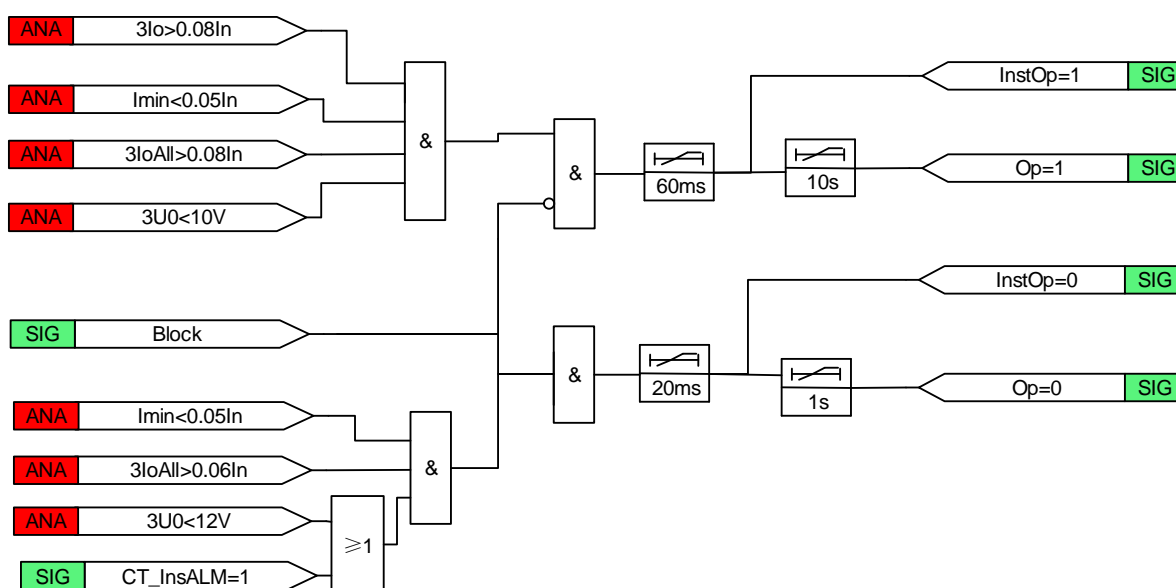 ANA 3Io>0.08In
ANA Imin<0.05In
ANA 3IoAll>0.08In
ANA 3U0<10V
&
&
60ms
10s
InstOp=1 SIG
Op=1 SIG
SIG Block
&
20ms
1s
InstOp=0 SIG
Op=0 SIG
ANA Imin<0.05In
ANA 3IoAll>0.06In
ANA 3U0<12V
SIG CT_InsALM=1
&
≥1